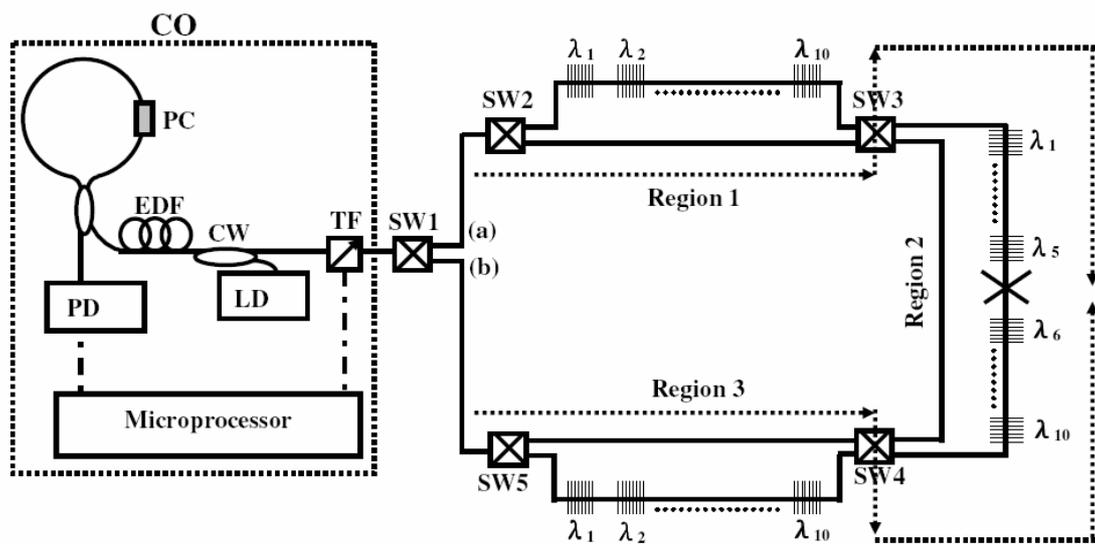 CO
PC
EDF
CW
TF
SW1
PD
LD
Microprocessor
(a)
(b)
SW2
λ1
λ2
λ10
SW3
Region 1
Region 2
λ1
λ5
λ6
λ10
Region 3
SW5
SW4
λ1
λ2
λ10